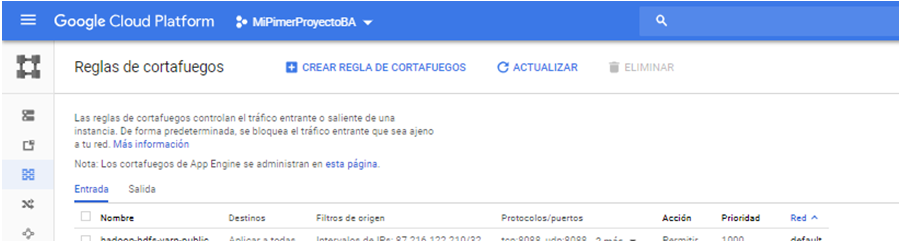 Google Cloud Platform MiPimerProyectoBA
Reglas de cortafuegos CREAR REGLA DE CORTAFUEGOS ACTUALIZAR ELIMINAR
Las reglas de cortafuegos controlan el tráfico entrante o saliente de una
instancia. De forma predeterminada, se bloquea el tráfico entrante que sea ajeno
a tu red. Más información
Nota: Los cortafuegos de App Engine se administran en esta página.
Entrada Salida
Nombre Destinos Filtros de origen Protocolos/puertos Acción Prioridad Red
hadoop-hdfs-yarn-public Aplicar a todas Intervalos de IPs: 87.216.122.210/32 tcp:8088, udp:8088, 2 más Permitir 1000 default